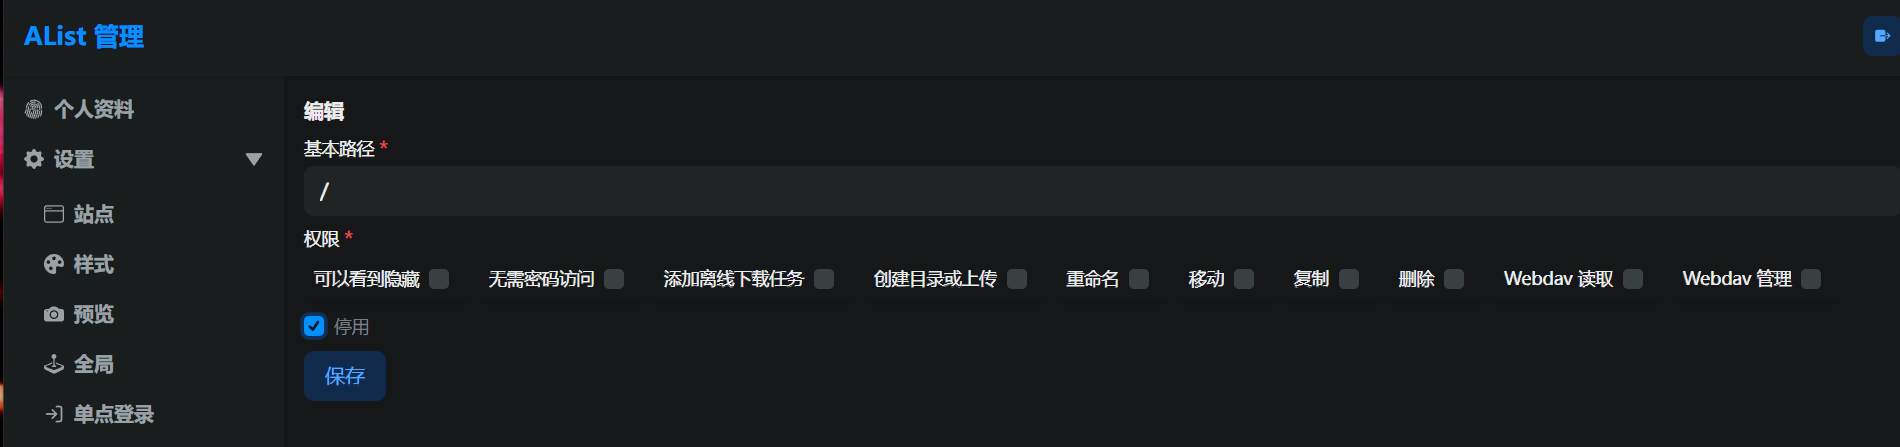 AList 管理
个人资料
设置
站点
样式
预览
全局
单点登录
编辑
基本路径 *
/
权限 *
可以看到隐藏 无需密码访问 添加离线下载任务 创建目录或上传 重命名 移动 复制 删除 Webdav 读取 Webdav 管理
停用
保存